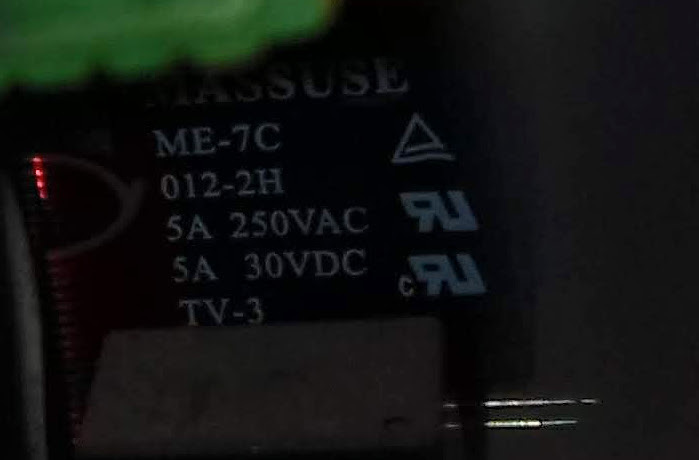 MASSUSE
ME-7C
012-2H
5A 250VAC
5A 30VDC
TV-3
c